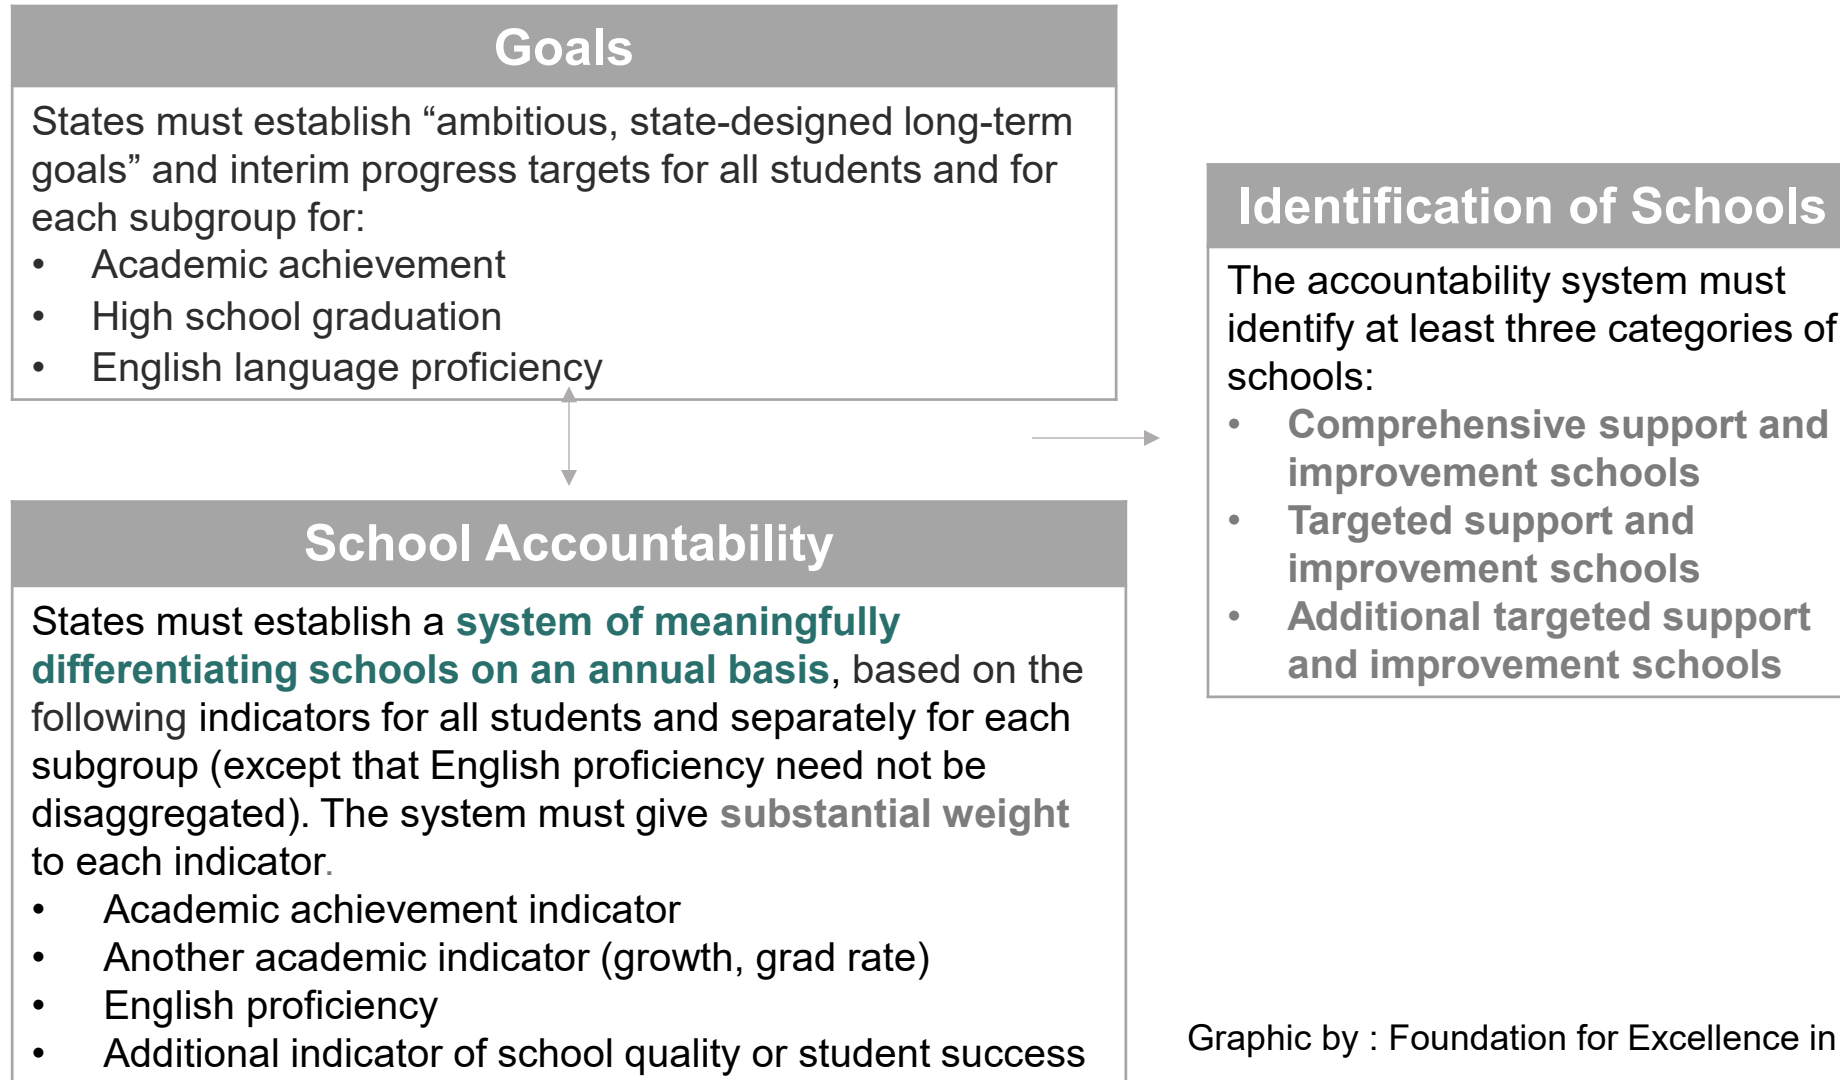 Goals
States must establish “ambitious, state-designed long-term
goals” and interim progress targets for all students and for
each subgroup for:
• Academic achievement
• High school graduation
• English language proficiency
School Accountability
States must establish a system of meaningfully
differentiating schools on an annual basis, based on the
following indicators for all students and separately for each
subgroup (except that English proficiency need not be
disaggregated). The system must give substantial weight
to each indicator.
• Academic achievement indicator
• Another academic indicator (growth, grad rate)
• English proficiency
• Additional indicator of school quality or student success
Identification of Schools
The accountability system must
identify at least three categories of
schools:
• Comprehensive support and
improvement schools
• Targeted support and
improvement schools
• Additional targeted support
and improvement schools
Graphic by : Foundation for Excellence in